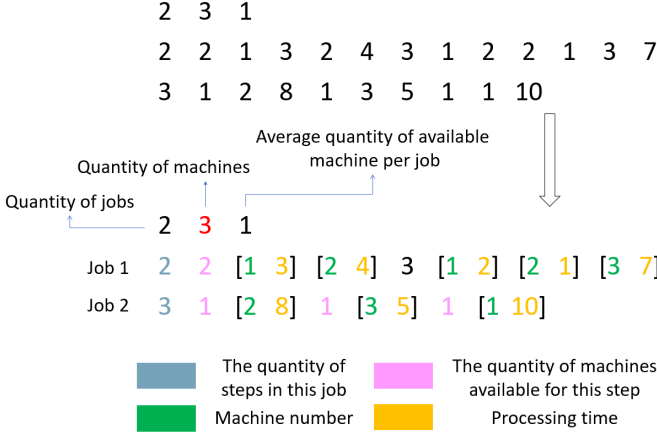 2 3 1
2 2 1 3 2 4 3 1 2 2 1 3 7
3 1 2 8 1 3 5 1 1 10
Average quantity of available
machine per job
Quantity of machines
Quantity of jobs
2 3 1
Job 1 2 2 [1 3] [2 4] 3 [1 2] [2 1] [3 7]
Job 2 3 1 [2 8] 1 [3 5] 1 [1 10]
The quantity of
steps in this job
The quantity of machines
available for this step
Machine number
Processing time